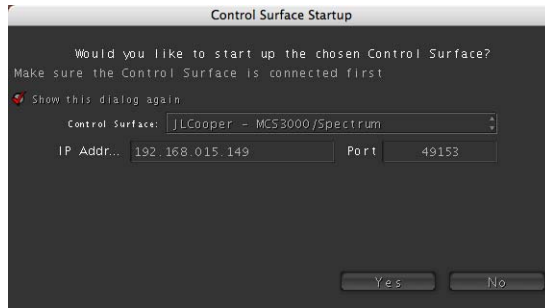 Control Surface Startup
Would you like to start up the chosen Control Surface?
Make sure the Control Surface is connected first
Show this dialog again
Control Surface: JLCooper - MCS3000/Spectrum
IP Addr... 192.168.015.149 Port 49153
Yes No